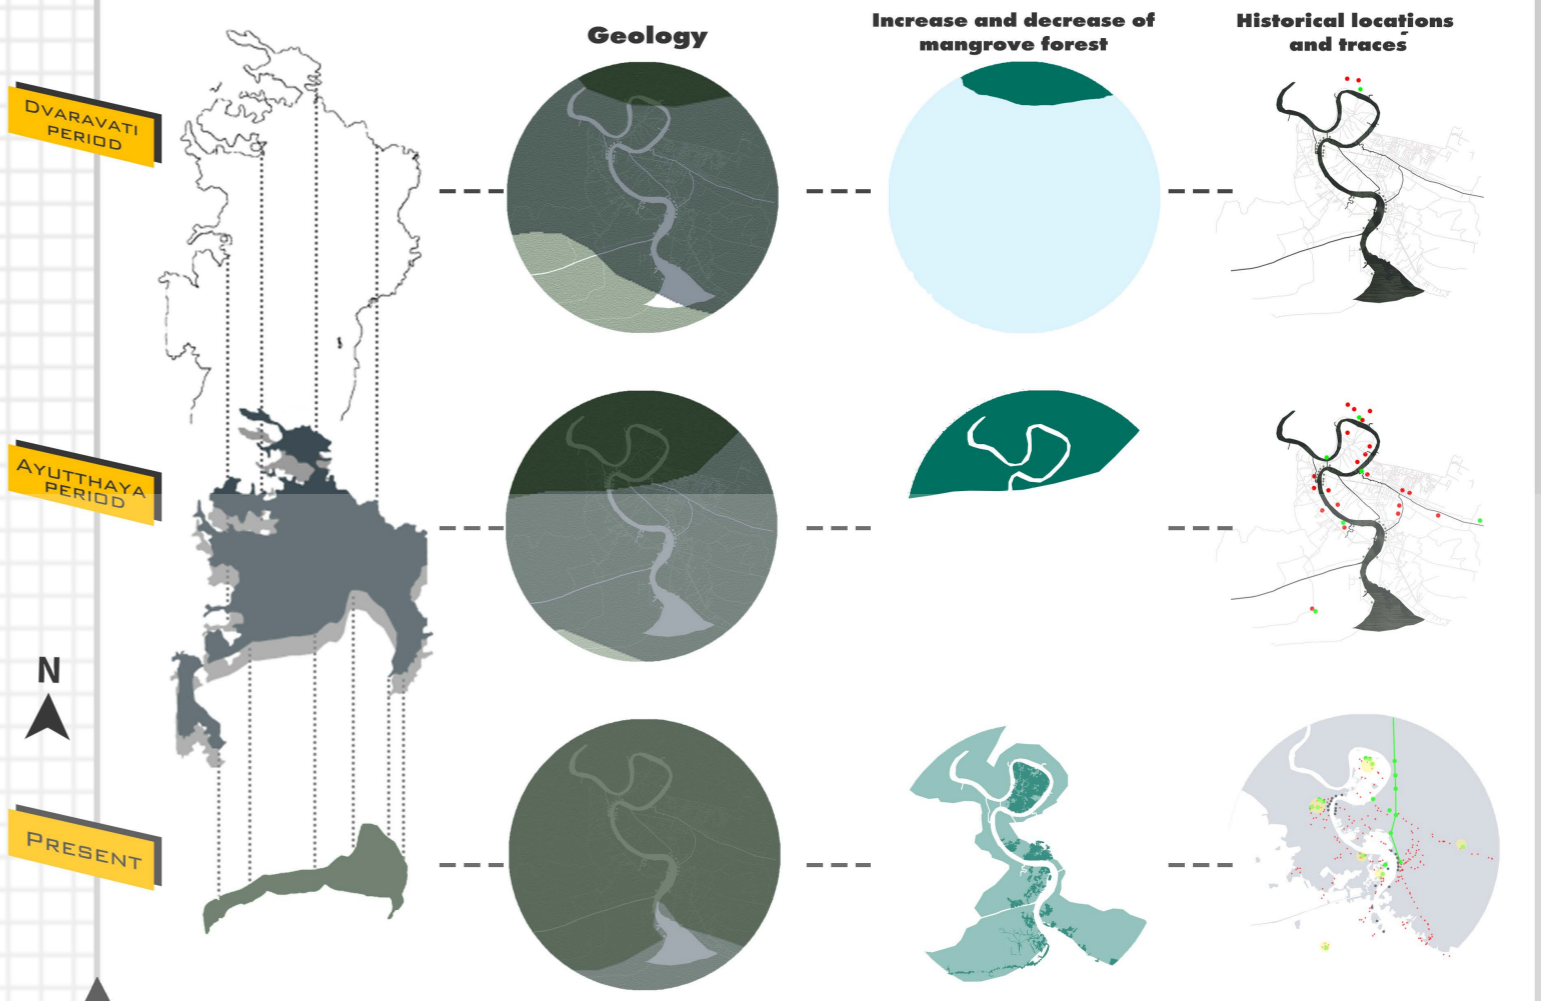 Geology
Increase and decrease of
mangrove forest
Historical locations
and traces
DVARAVATI
PERIOD
AYUTTHAYA
PERIOD
N
PRESENT